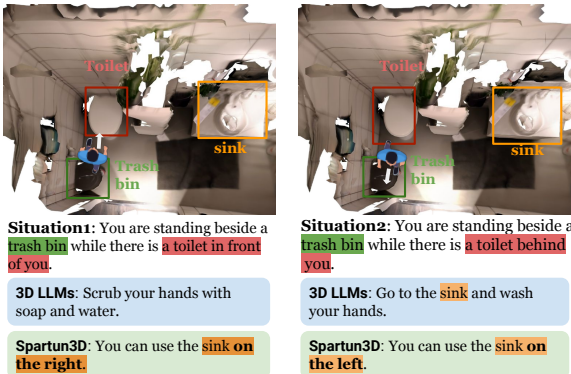 Toilet
sink
Trash
bin
Situation1: You are standing beside a
trash bin while there is a toilet in front
of you.
3D LLMs: Scrub your hands with
soap and water.
Spartun3D: You can use the sink on
the right.
Toilet
sink
Trash
bin
Situation2: You are standing beside a
trash bin while there is a toilet behind
you.
3D LLMs: Go to the sink and wash
your hands.
Spartun3D: You can use the sink on
the left.